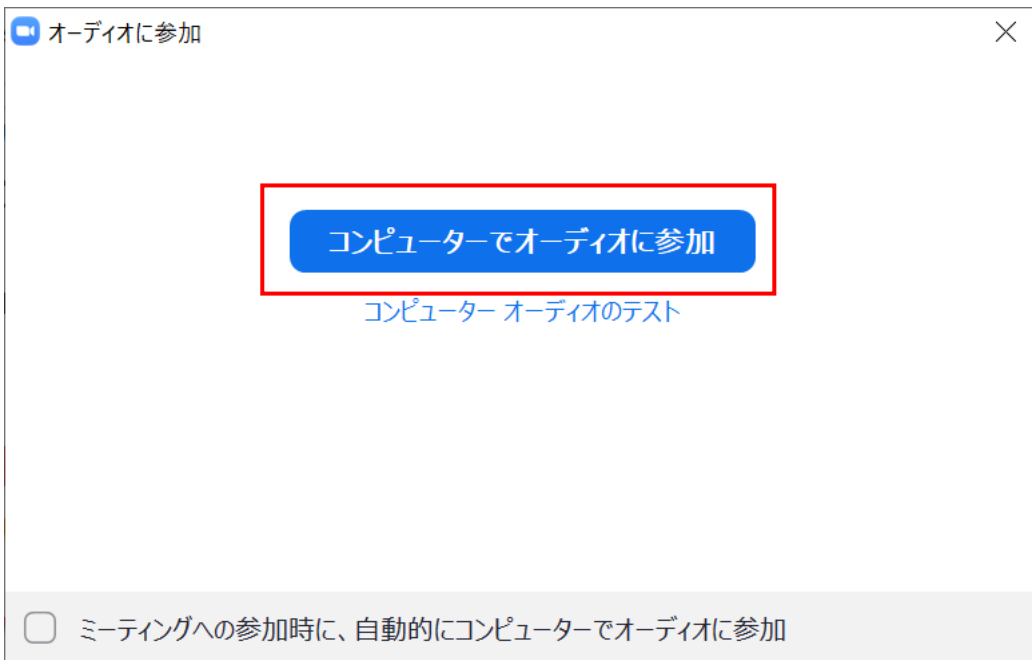 オーディオに参加
コンピューターでオーディオに参加
コンピューター オーディオのテスト
ミーティングへの参加時に、自動的にコンピューターでオーディオに参加